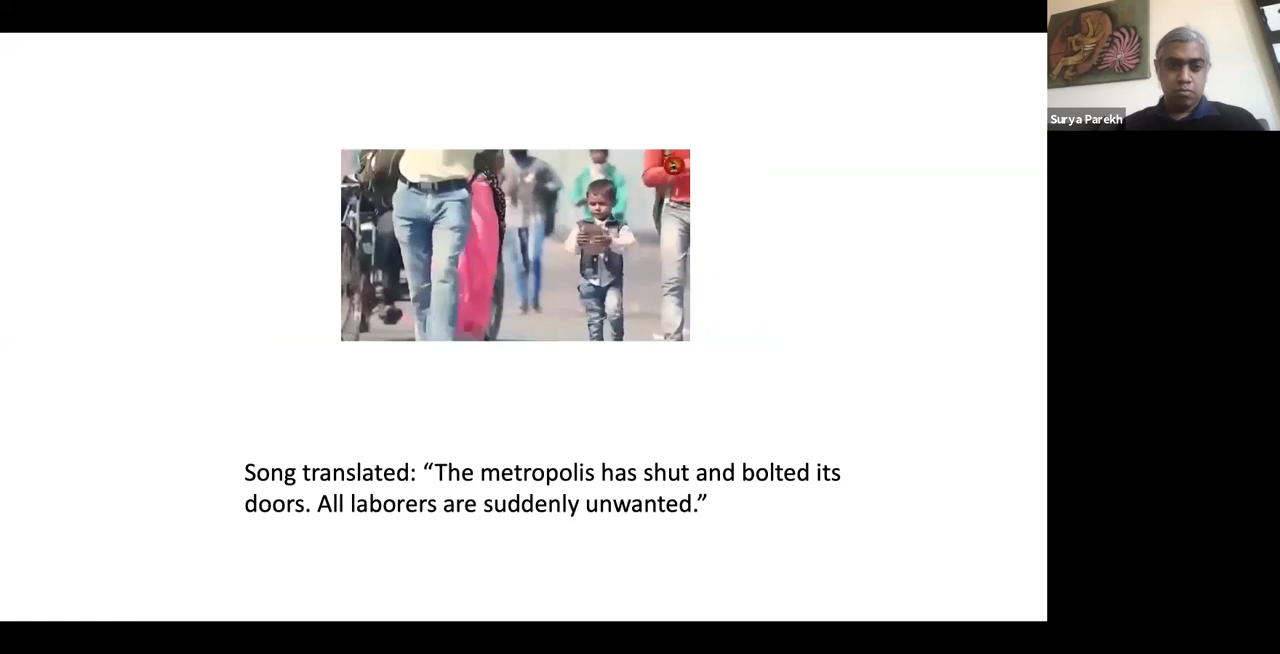 Surya Parekh
Song translated: “The metropolis has shut and bolted its
doors. All laborers are suddenly unwanted.”